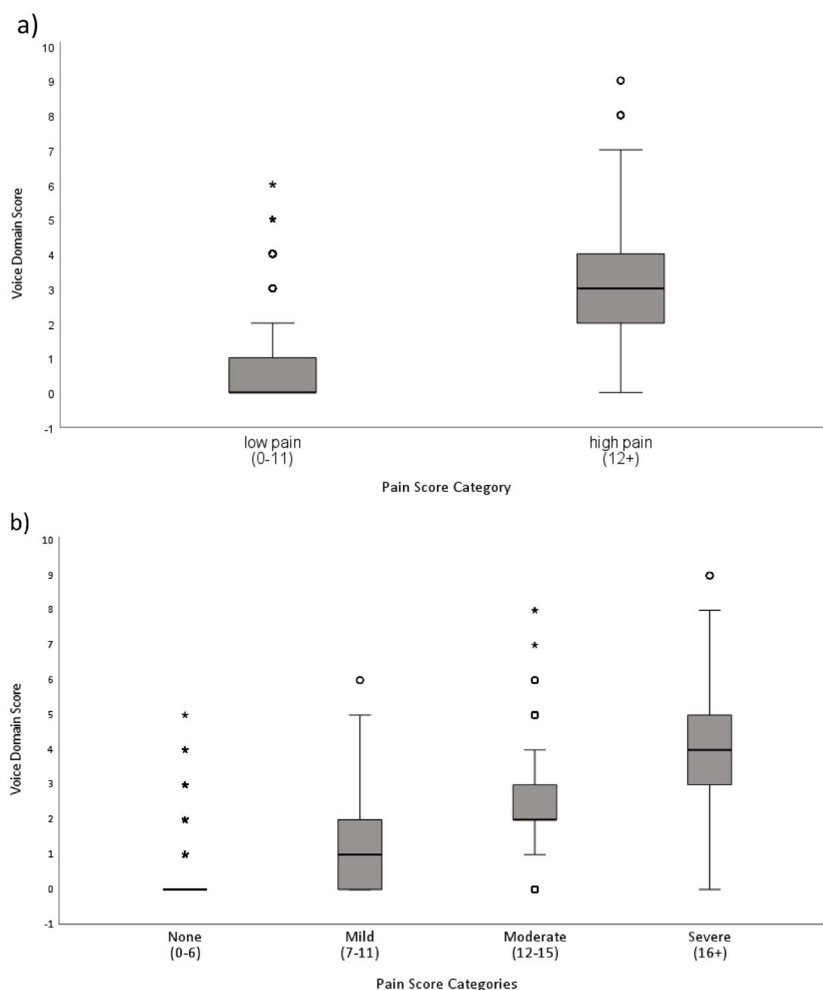 a)
10
9
8
7
6
5
4
3
2
1
0
-1
Voice Domain Score
low pain
(0-11)
high pain
(12+)
Pain Score Category
b)
10
9
8
7
6
5
4
3
2
1
0
-1
Voice Domain Score
None
(0-6)
Mild
(7-11)
Moderate
(12-15)
Severe
(16+)
Pain Score Categories